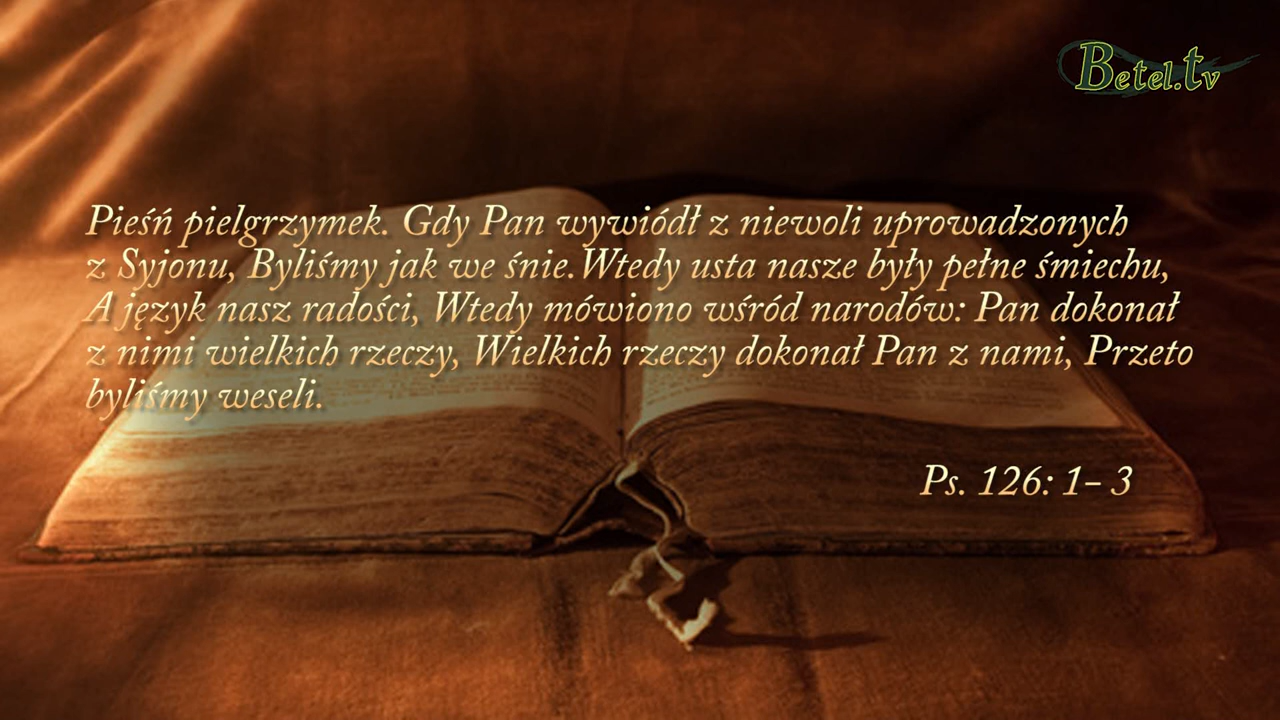 Betel.tv
Pieśń pielgrzymek. Gdy Pan wywiódł z niewoli uprowadzonych
z Syjonu, Byliśmy jak we śnie.Wtedy usta nasze były pełne śmiechu,
A język nasz radości, Wtedy mówiono wśród narodów: Pan dokonał
z nimi wielkich rzeczy, Wielkich rzeczy dokonał Pan z nami, Przeto
byliśmy weseli.
Ps. 126: 1- 3